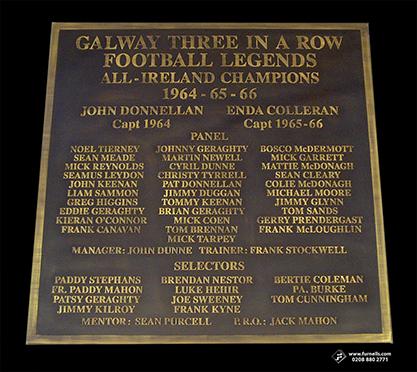 GALWAY THREE IN A ROW
FOOTBALL LEGENDS
ALL-IRELAND CHAMPIONS
1964 - 65 - 66
JOHN DONNELLAN ENDA COLLERAN
Capt 1964 Capt 1965-66
PANEL
NOEL TIERNEY JOHNNY GERAGHTY BOSCO McDERMOTT
SEAN MEADE MARTIN NEWELL MICK GARRETT
MICK REYNOLDS CYRIL DUNNE MATTIE McDONAGH
SEAMUS LEYDON CHRISTY TYRRELL SEAN CLEARY
JOHN KEENAN PAT DONNELLAN COLIE McDONAGH
LIAM SAMMON JIMMY DUGGAN MICHAEL MOORE
GREG HIGGINS TOMMY KEENAN JIMMY GLYNN
EDDIE GERAGHTY BRIAN GERAGHTY TOM SANDS
KIERAN O'CONNOR MICK COEN GERRY PRENDERGAST
FRANK CANAVAN TOM BRENNAN FRANK McLOUGHLIN
MICK TARPEY
MANAGER: JOHN DUNNE TRAINER: FRANK STOCKWELL
SELECTORS
PADDY STEPHANS BRENDAN NESTOR BERTIE COLEMAN
FR. PADDY MAHON LUKE HEHIR PA. BURKE
PATSY GERAGHTY JOE SWEENEY TOM CUNNINGHAM
JIMMY KILROY FRANK KYNE
MENTOR: SEAN PURCELL P.R.O.: JACK MAHON
www.furnells.com
0208 880 2771